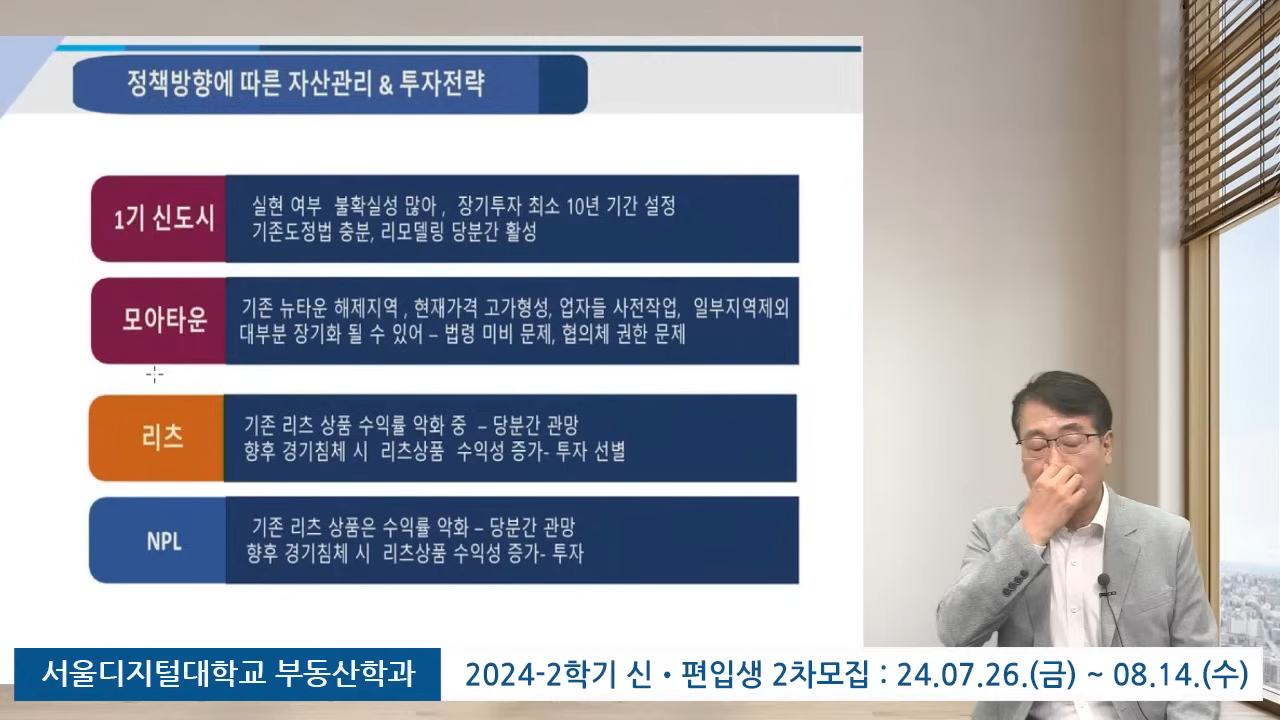 정책방향에 따른 자산관리 & 투자전략
1기 신도시
실현 여부 불확실성 많아 , 장기투자 최소 10년 기간 설정
기존도정법 충분, 리모델링 당분간 활성
모아타운
기존 뉴타운 해제지역 , 현재가격 고가형성, 업자들 사전작업, 일부지역제외
대부분 장기화 될 수 있어 – 법령 미비 문제, 협의체 권한 문제
리츠
기존 리츠 상품 수익률 악화 중 – 당분간 관망
향후 경기침체 시 리츠상품 수익성 증가- 투자 선별
NPL
기존 리츠 상품은 수익률 악화 – 당분간 관망
향후 경기침체 시 리츠상품 수익성 증가- 투자
서울디지털대학교 부동산학과
2024-2학기 신・편입생 2차모집 : 24.07.26.(금) ~ 08.14.(수)